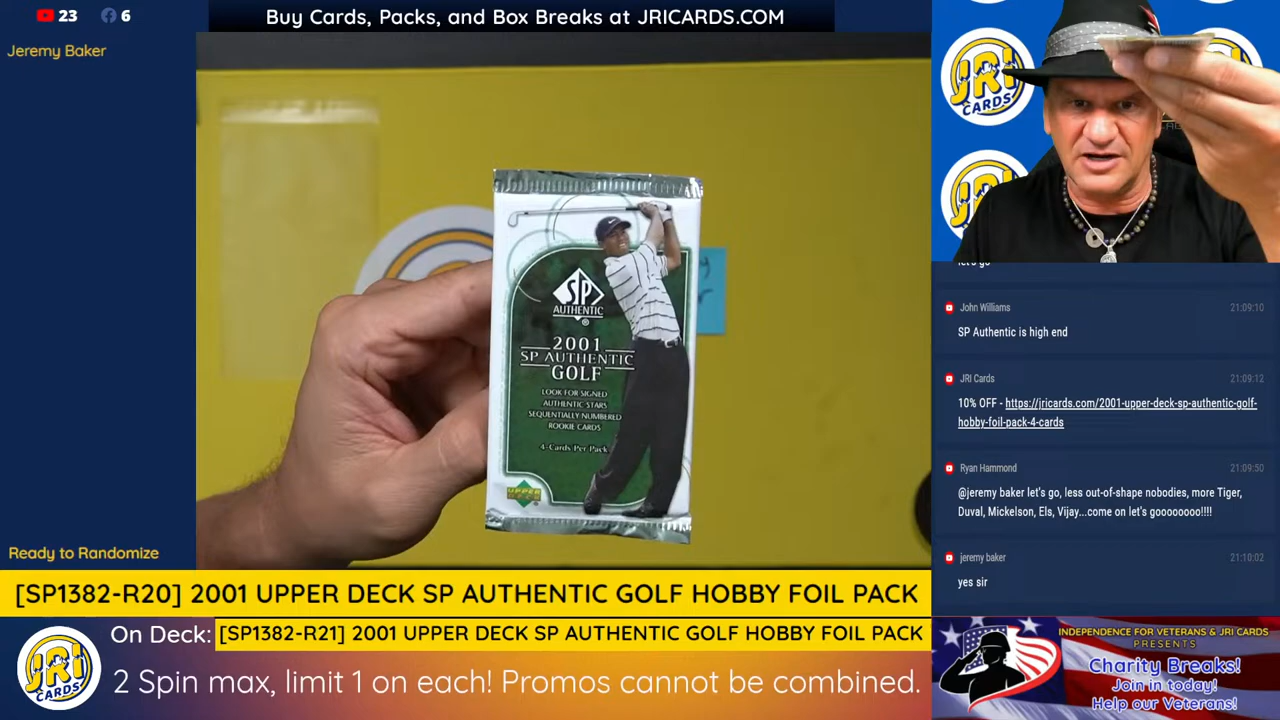 23
6
Buy Cards, Packs, and Box Breaks at JRICARDS.COM
Jeremy Baker
SP
AUTHENTIC
2001
SP AUTHENTIC
GOLF
LOOK FOR SIGNED
AUTHENTIC STARS
SEQUENTIALLY NUMBERED
ROOKIE CARDS
4-Cards Per Pack
UPPER
DECK
JRI
CARDS
JRI
John Williams
21:09:10
SP Authentic is high end
JRI Cards
21:09:12
10% OFF - https://jricards.com/2001-upper-deck-sp-authentic-golf-
hobby-foil-pack-4-cards
Ryan Hammond
21:09:50
@jeremy baker let's go, less out-of-shape nobodies, more Tiger,
Duval, Mickelson, Els, Vijay...come on let's goooooooo!!!!
jeremy baker
21:10:02
yes sir
Ready to Randomize
[SP1382-R20] 2001 UPPER DECK SP AUTHENTIC GOLF HOBBY FOIL PACK
On Deck: [SP1382-R21] 2001 UPPER DECK SP AUTHENTIC GOLF HOBBY FOIL PACK
2 Spin max, limit 1 on each! Promos cannot be combined.
JRI
CARDS
INDEPENDENCE FOR VETERANS & JRI CARDS
PRESENTS
Charity Breaks!
Join in today!
Help our Veterans!